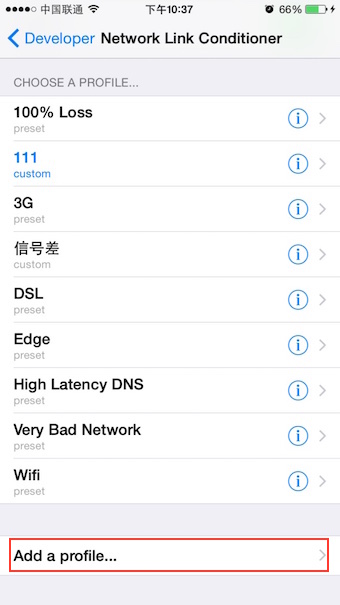 中国联通 下午10:37 66%
Developer Network Link Conditioner
CHOOSE A PROFILE...
100% Loss
preset
111
custom
3G
preset
信号差
custom
DSL
preset
Edge
preset
High Latency DNS
preset
Very Bad Network
preset
Wifi
preset
Add a profile...